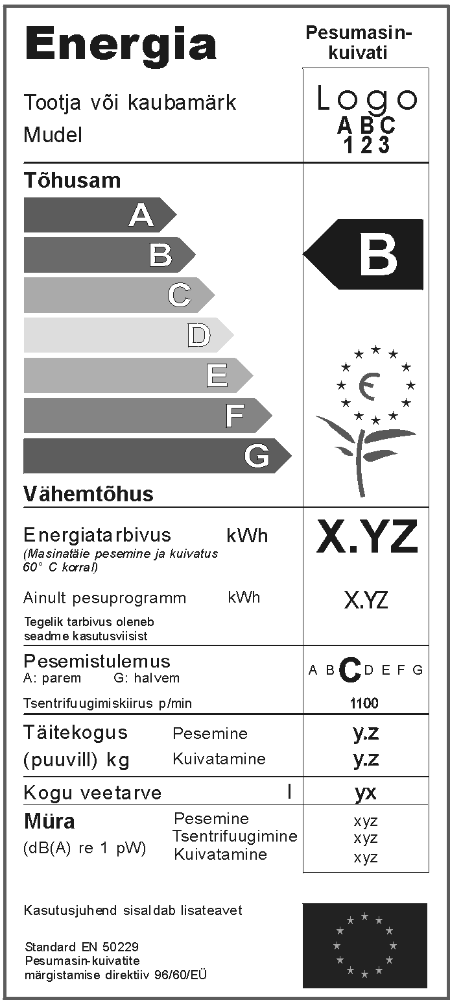 Energia
Pesumasin-
kuivati
Tootja või kaubamärk
Mudel
Logo
A B C
1 2 3
Tõhusam
A
B
C
D
E
F
G
B
Vähemtõhus
Energiatarbivus kWh X.YZ
(Masinatäie pesemine ja kuivatus
60° C korral)
Ainult pesuprogramm kWh X.YZ
Tegelik tarbivus oleneb
seadme kasutusviisist
Pesemistulemus
A: parem G: halvem
A B C D E F G
Tsentrifuugimiskiirus p/min 1100
Täitekogus Pesemine y.z
(puuvill) kg Kuivatamine y.z
Kogu veetarve l yx
Müra Pesemine xyz
Tsentrifuugimine xyz
(dB(A) re 1 pW) Kuivatamine xyz
Kasutusjuhend sisaldab lisateavet
Standard EN 50229
Pesumasin-kuivatite
märgistamise direktiiv 96/60/EÜ